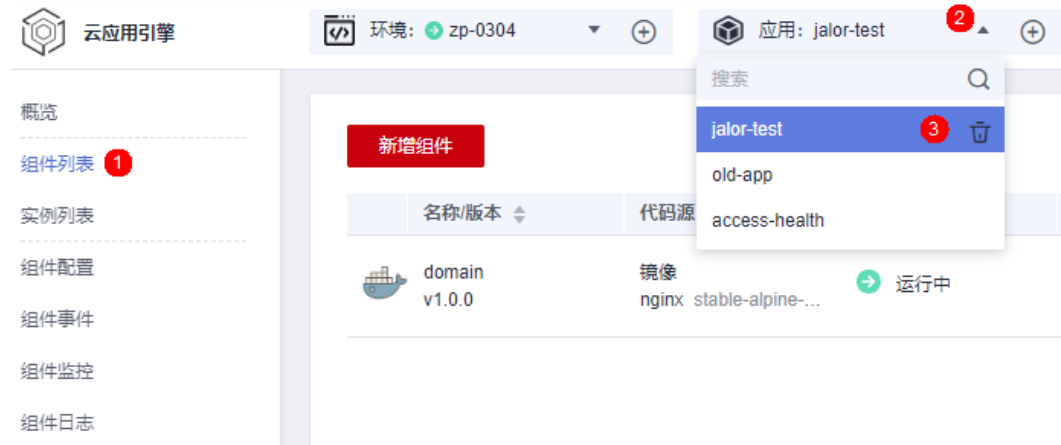 云应用引擎
环境: zp-0304
应用: jalor-test
2
搜索
jalor-test
3
old-app
access-health
概览
组件列表
1
实例列表
组件配置
组件事件
组件监控
组件日志
新增组件
名称/版本
代码源
domain
v1.0.0
镜像
nginx stable-alpine-...
运行中